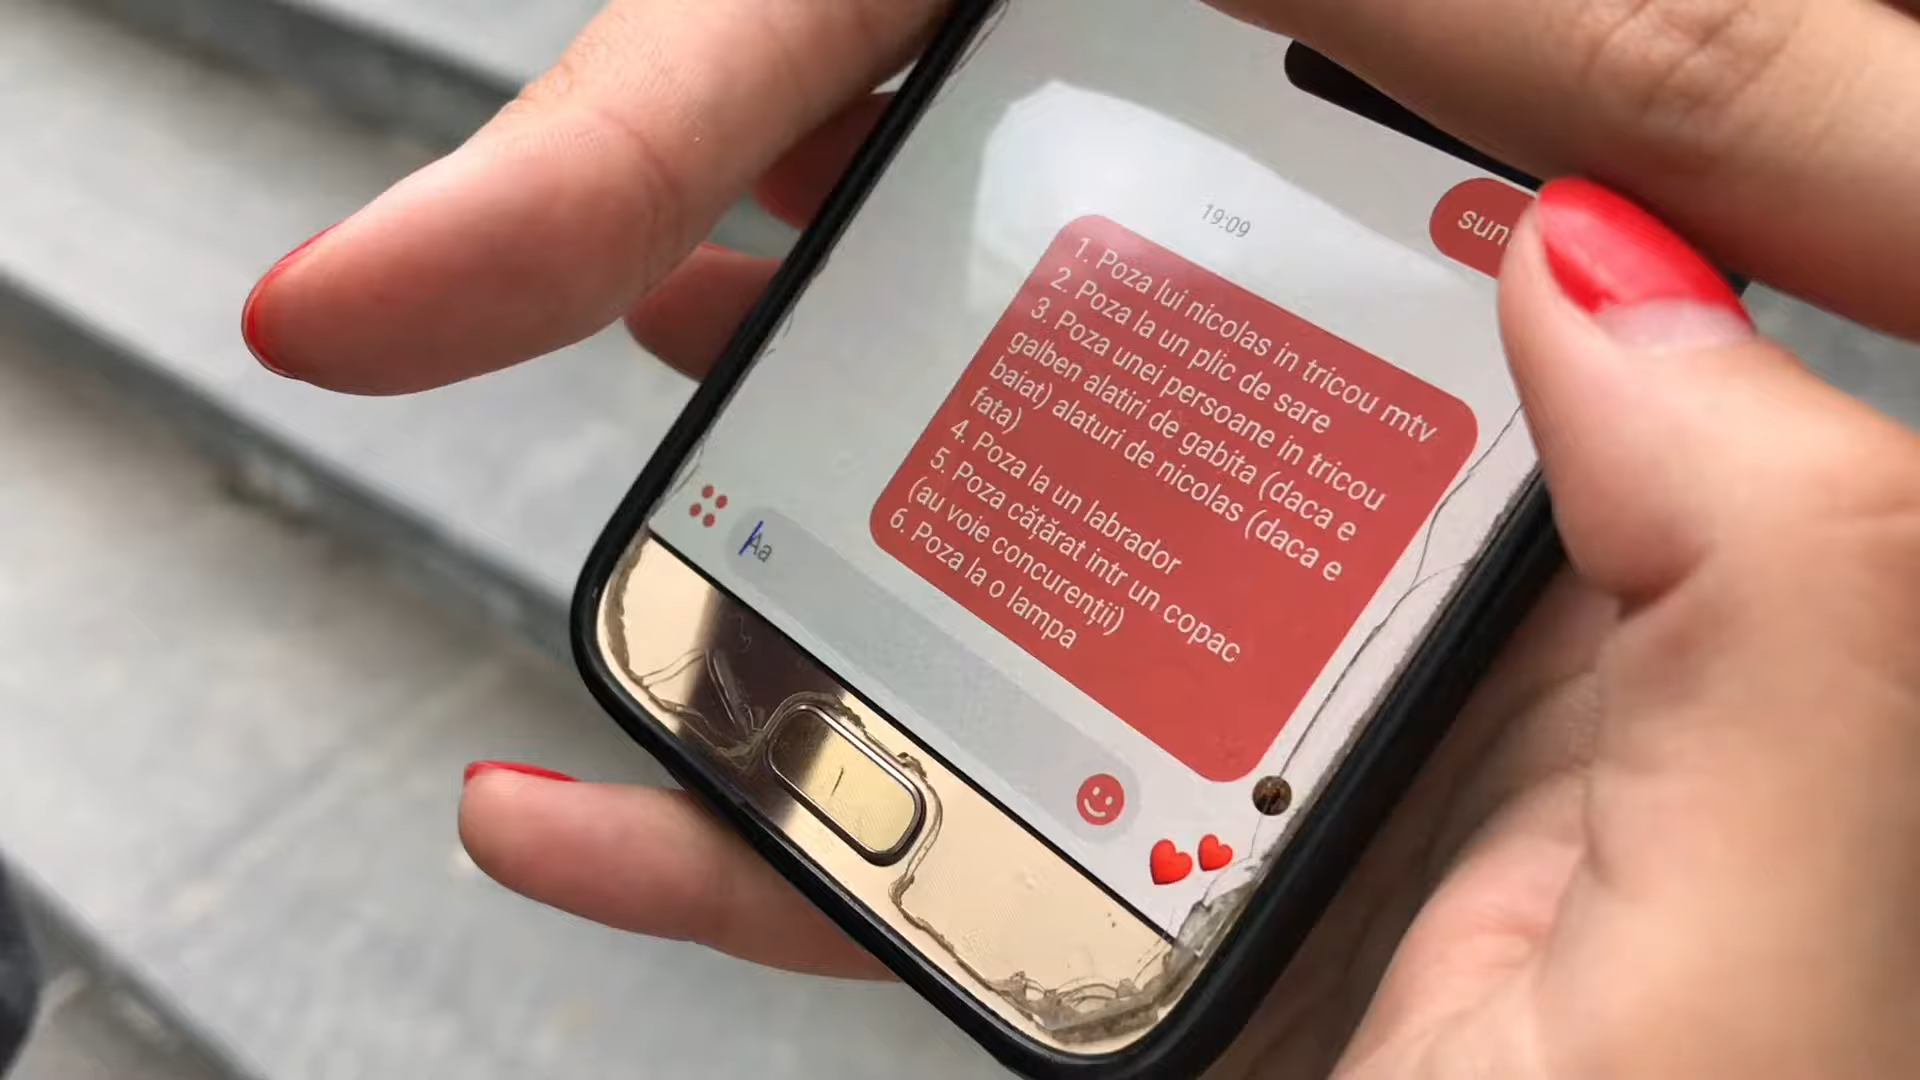 sun
19:09
1. Poza lui nicolas in tricou mtv
2. Poza la un plic de sare
3. Poza unei persoane in tricou
galben alatiri de gabita (daca e
baiat) alaturi de nicolas (daca e
fata)
4. Poza la un labrador
5. Poza cățărat intr un copac
(au voie concurenții)
6. Poza la o lampa
Aa